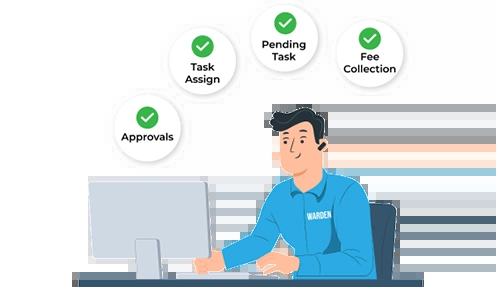 Approvals
Task
Assign
Pending
Task
Fee
Collection
WARDEN